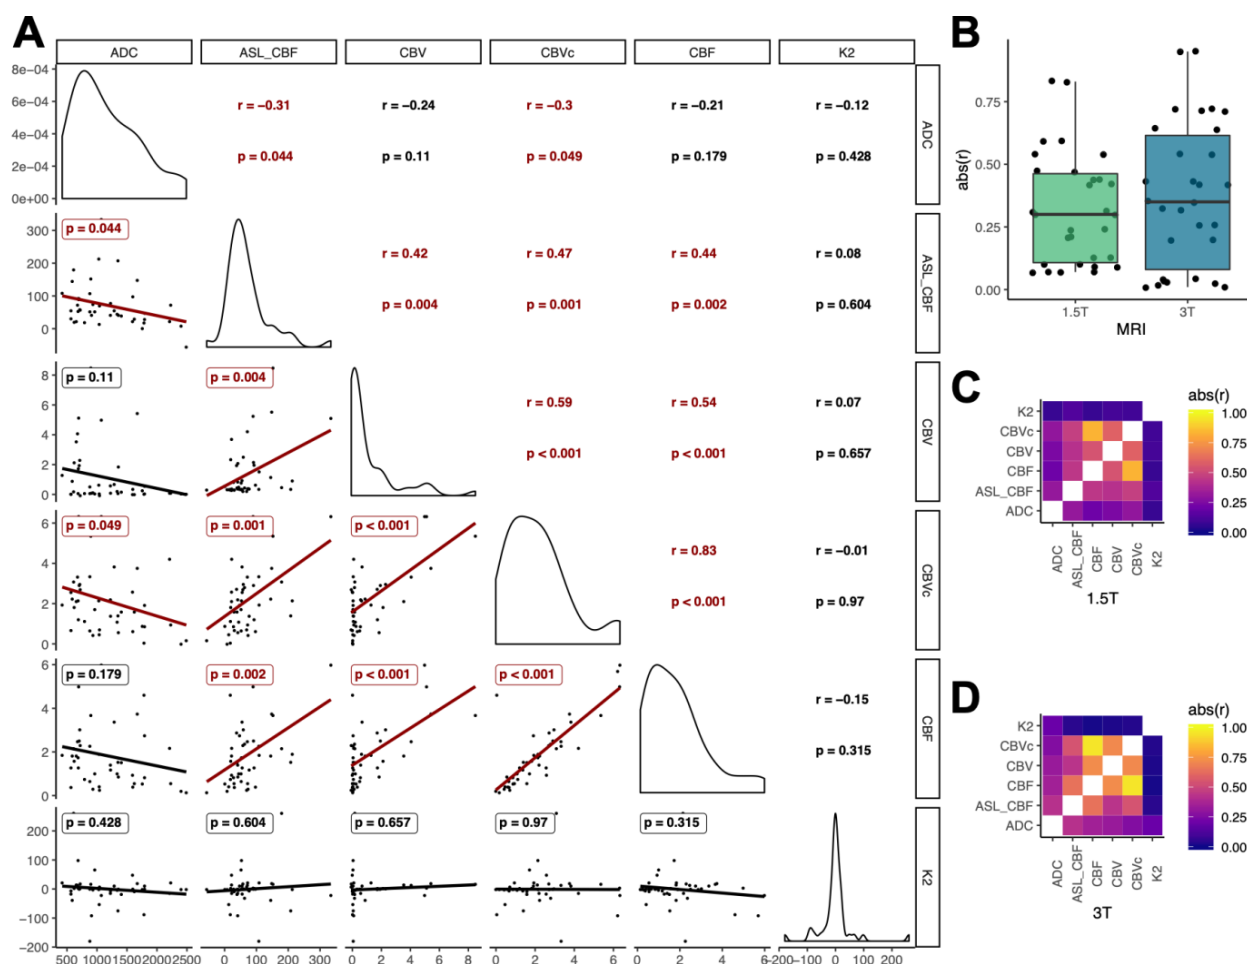 A
ADC
ASL_CBF
CBV
CBVc
CBF
K2
8e−04
6e−04
4e−04
2e−04
0e+00
r = −0.31
r = −0.24
r = −0.3
r = −0.21
r = −0.12
p = 0.044
p = 0.11
p = 0.049
p = 0.179
p = 0.428
ADC
300
200
100
0
p = 0.044
r = 0.42
r = 0.47
r = 0.44
r = 0.08
p = 0.004
p = 0.001
p = 0.002
p = 0.604
ASL_CBF
8
6
4
2
0
p = 0.11
p = 0.004
r = 0.59
r = 0.54
r = 0.07
p < 0.001
p < 0.001
p = 0.657
CBV
6
4
2
0
p = 0.049
p = 0.001
p < 0.001
r = 0.83
r = −0.01
p < 0.001
p = 0.97
CBVc
6
4
2
0
p = 0.179
p = 0.002
p < 0.001
p < 0.001
r = −0.15
p = 0.315
CBF
200
100
0
−100
−200
p = 0.428
p = 0.604
p = 0.657
p = 0.97
p = 0.315
K2
500 1000 1500 2000 2500
0 100 200 300
0 2 4 6 8
0 2 4 6
0 2 4 6
−200 −100 0 100 200
B
abs(r)
0.75
0.50
0.25
0.00
1.5T
3T
MRI
C
K2
CBVc
CBV
CBF
ASL_CBF
ADC
ADC
ASL_CBF
CBF
CBV
CBVc
K2
1.5T
abs(r)
1.00
0.75
0.50
0.25
0.00
D
K2
CBVc
CBV
CBF
ASL_CBF
ADC
ADC
ASL_CBF
CBF
CBV
CBVc
K2
3T
abs(r)
1.00
0.75
0.50
0.25
0.00